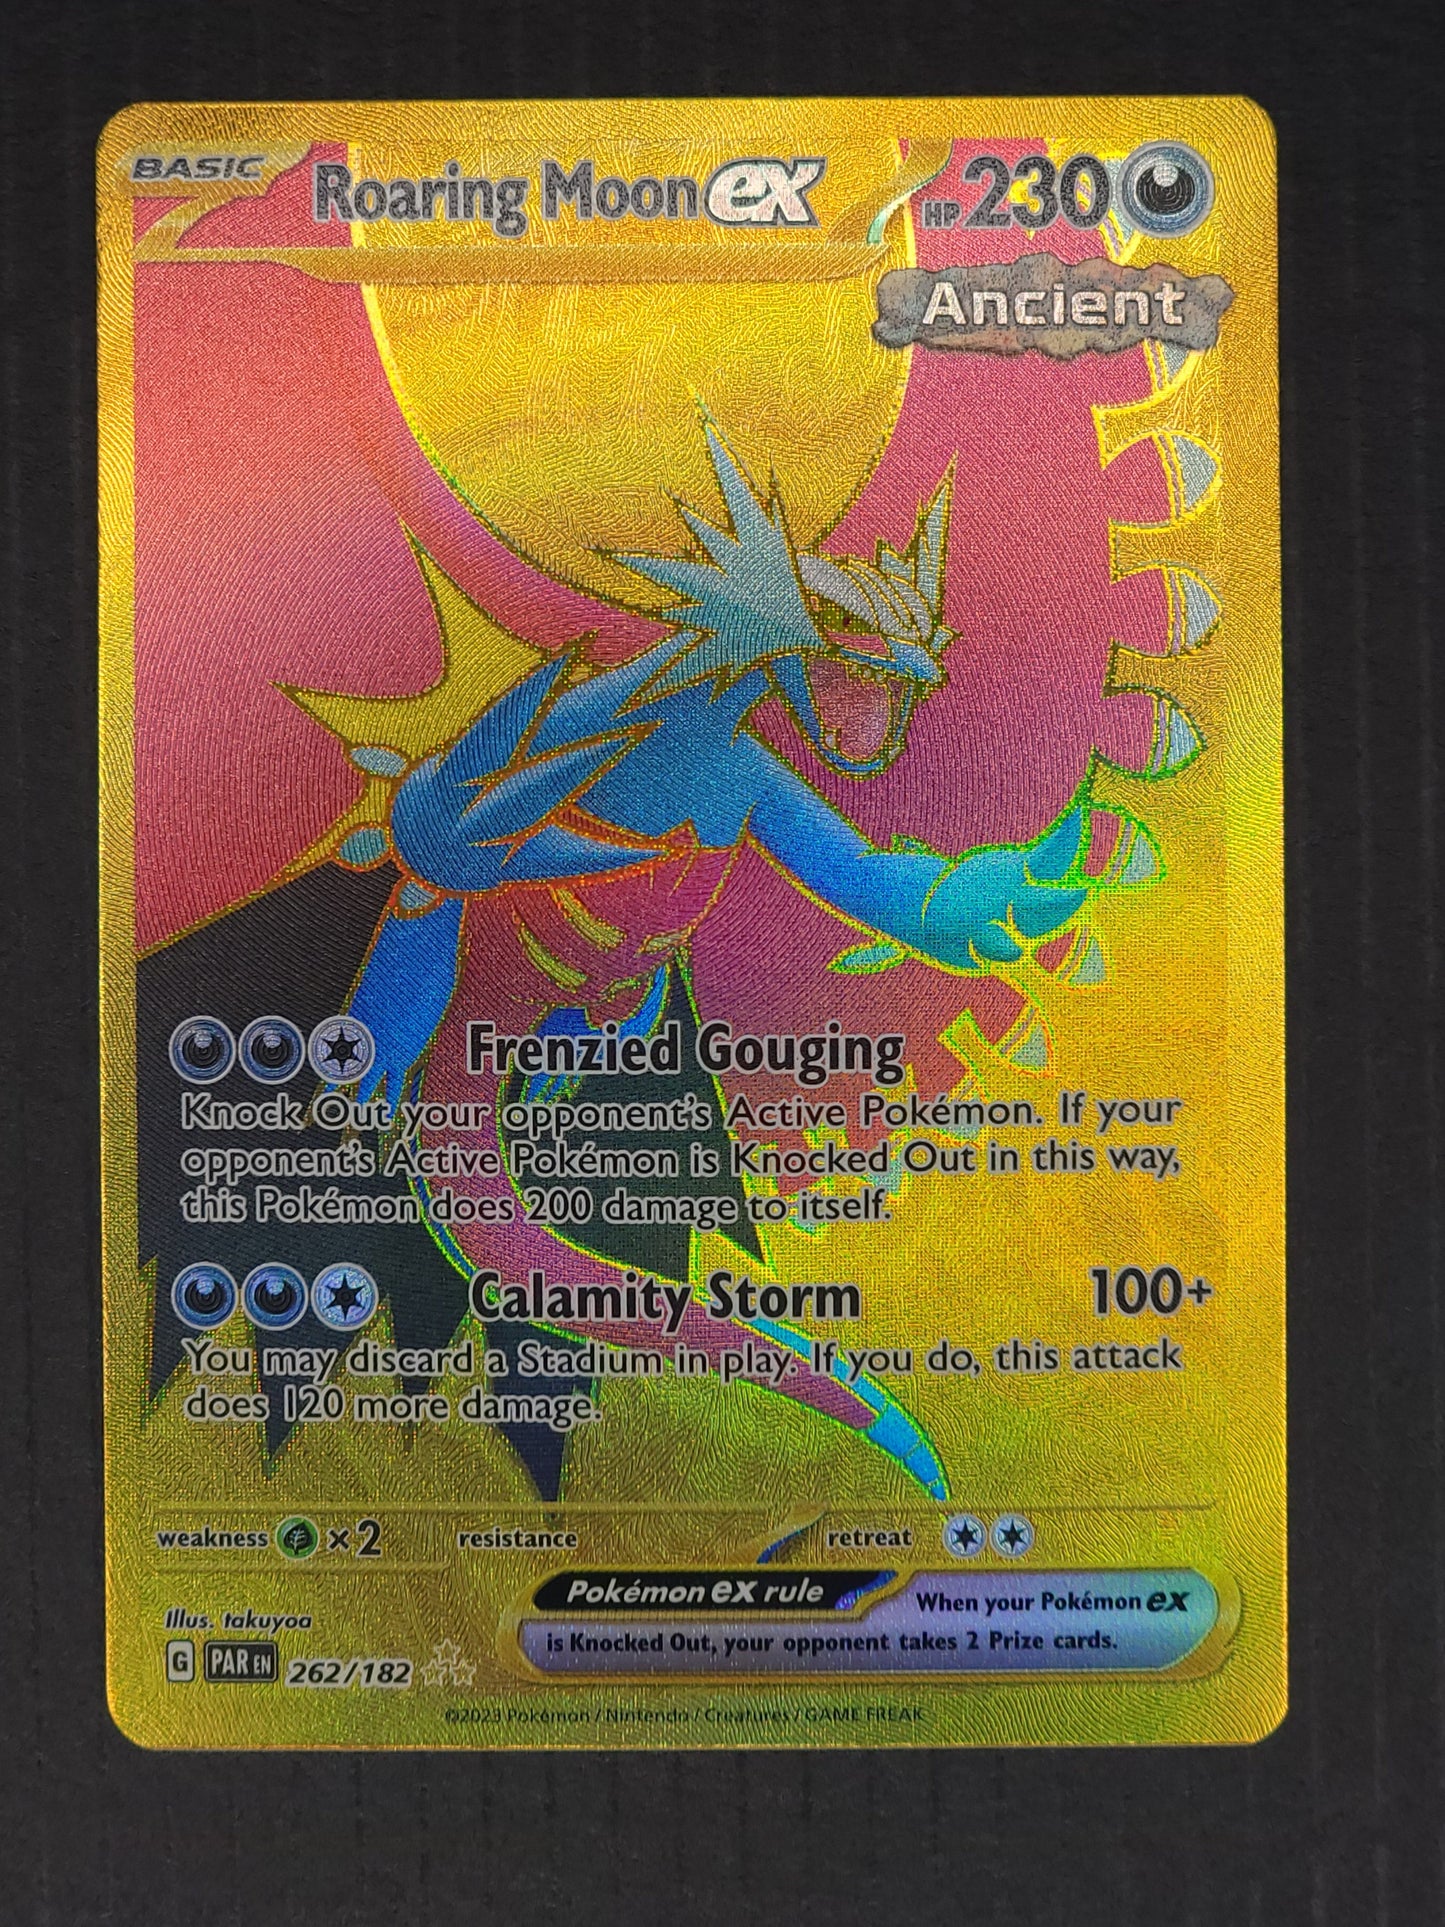 BASIC Roaring Moon ex HP 230
Ancient
Frenzied Gouging
Knock Out your opponent's Active Pokémon. If your
opponent's Active Pokémon is Knocked Out in this way,
this Pokémon does 200 damage to itself.
Calamity Storm 100+
You may discard a Stadium in play. If you do, this attack
does 120 more damage.
weakness ×2 resistance retreat
Pokémon ex rule When your Pokémon ex
is Knocked Out, your opponent takes 2 Prize cards.
Illus. takuyoa
G PAR EN 262/182
©2023 Pokémon / Nintendo / Creatures / GAME FREAK